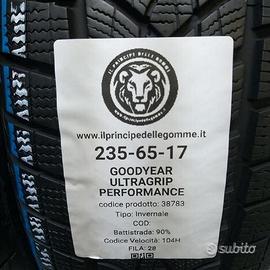 IL PRINCIPE DELLE GOMME
www.ilprincipedellegomme.it
235-65-17
GOODYEAR
ULTRAGRIP
PERFORMANCE
codice prodotto: 38783
Tipo: Invernale
COD:
Battistrada: 90%
Codice Velocità: 104H
FILA: 28
subito